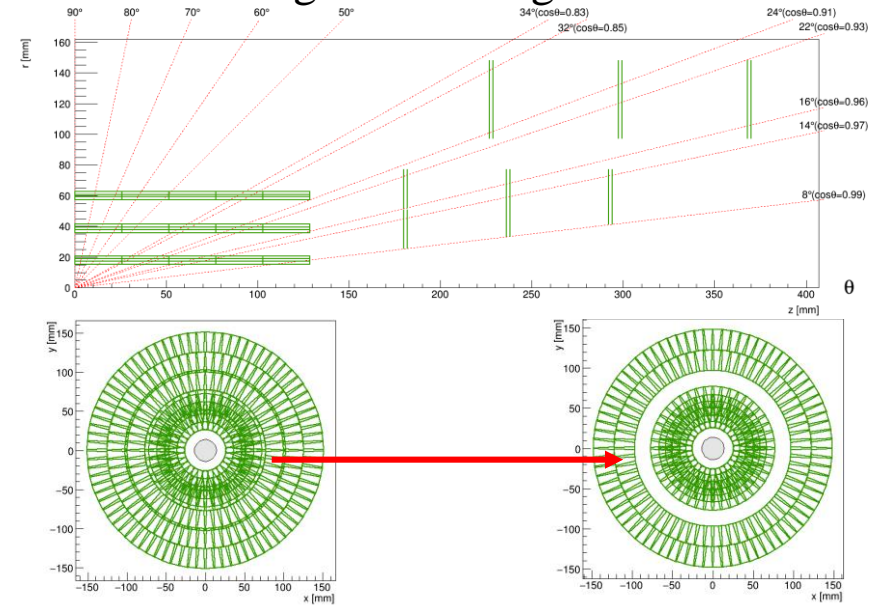 90° 80° 70° 60° 50° 34°(cosθ=0.83) 24°(cosθ=0.91)
32°(cosθ=0.85) 22°(cosθ=0.93)
r [mm]
160
140
120
100
80
60
40
20
0
16°(cosθ=0.96)
14°(cosθ=0.97)
8°(cosθ=0.99)
0 50 100 150 200 250 300 350 400 θ
z [mm]
y [mm]
150
100
50
0
−50
−100
−150
−150 −100 −50 0 50 100 150
x [mm]
y [mm]
150
100
50
0
−50
−100
−150
−150 −100 −50 0 50 100 150
x [mm]